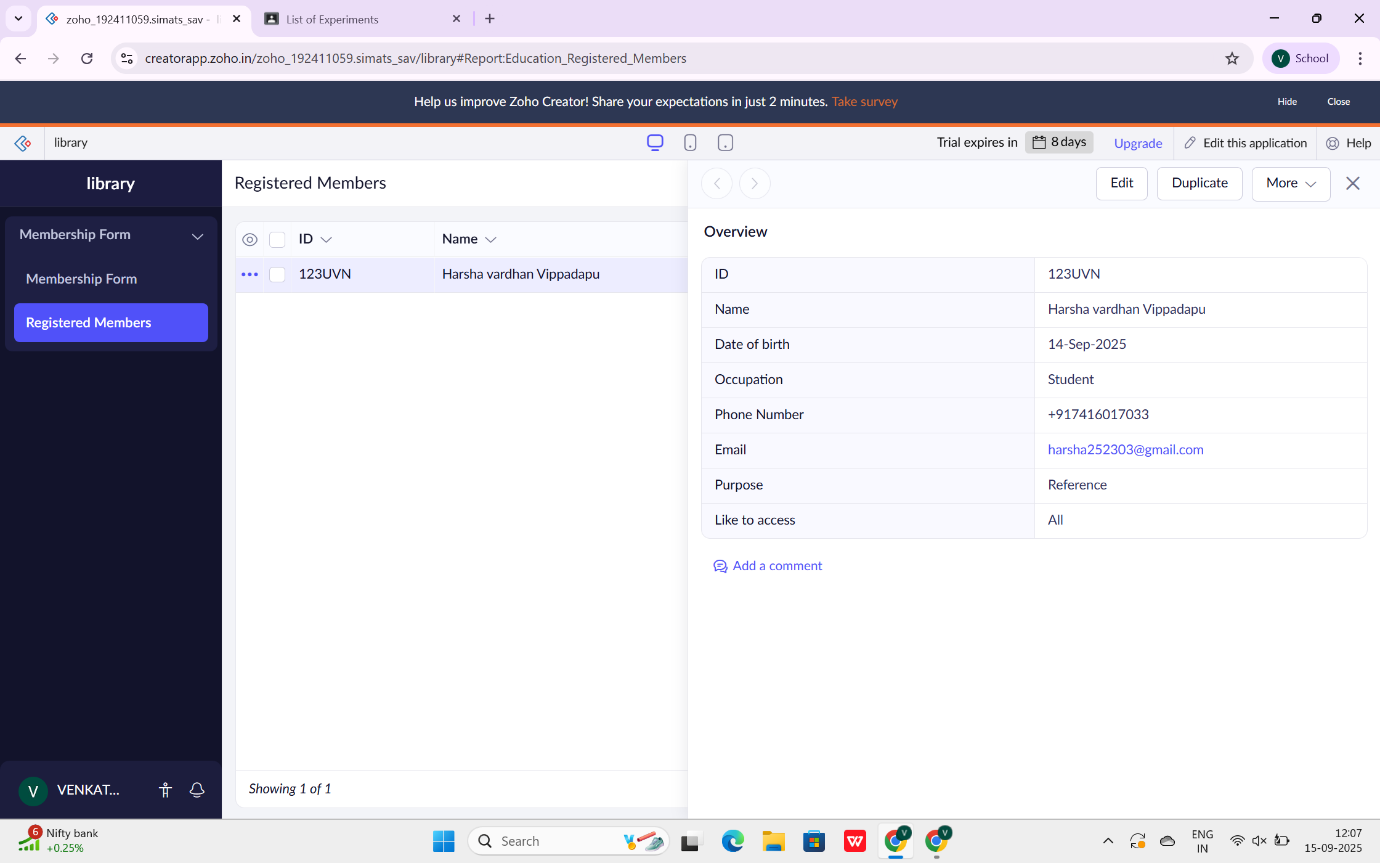 zoho_192411059.simats_sav -
List of Experiments
creatorapp.zoho.in/zoho_192411059.simats_sav/library#Report:Education_Registered_Members
V School
Help us improve Zoho Creator! Share your expectations in just 2 minutes. Take survey
Hide
Close
library
Trial expires in 8 days
Upgrade
Edit this application
Help
library
Membership Form
Membership Form
Registered Members
Registered Members
ID
Name
123UVN
Harsha vardhan Vippadapu
Showing 1 of 1
Edit
Duplicate
More
Overview
ID 123UVN
Name Harsha vardhan Vippadapu
Date of birth 14-Sep-2025
Occupation Student
Phone Number +917416017033
Email harsha252303@gmail.com
Purpose Reference
Like to access All
Add a comment
V VENKAT...
6
Nifty bank
+0.25%
Search
W
V
V
ENG
IN
12:07
15-09-2025